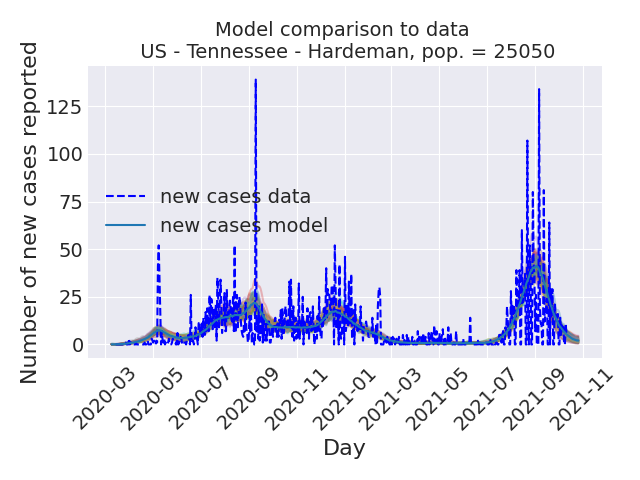 Model comparison to data
US - Tennessee - Hardeman, pop. = 25050
Number of new cases reported
125
100
75
50
25
0
new cases data
new cases model
2020-03
2020-05
2020-07
2020-09
2020-11
2021-01
2021-03
2021-05
2021-07
2021-09
2021-11
Day